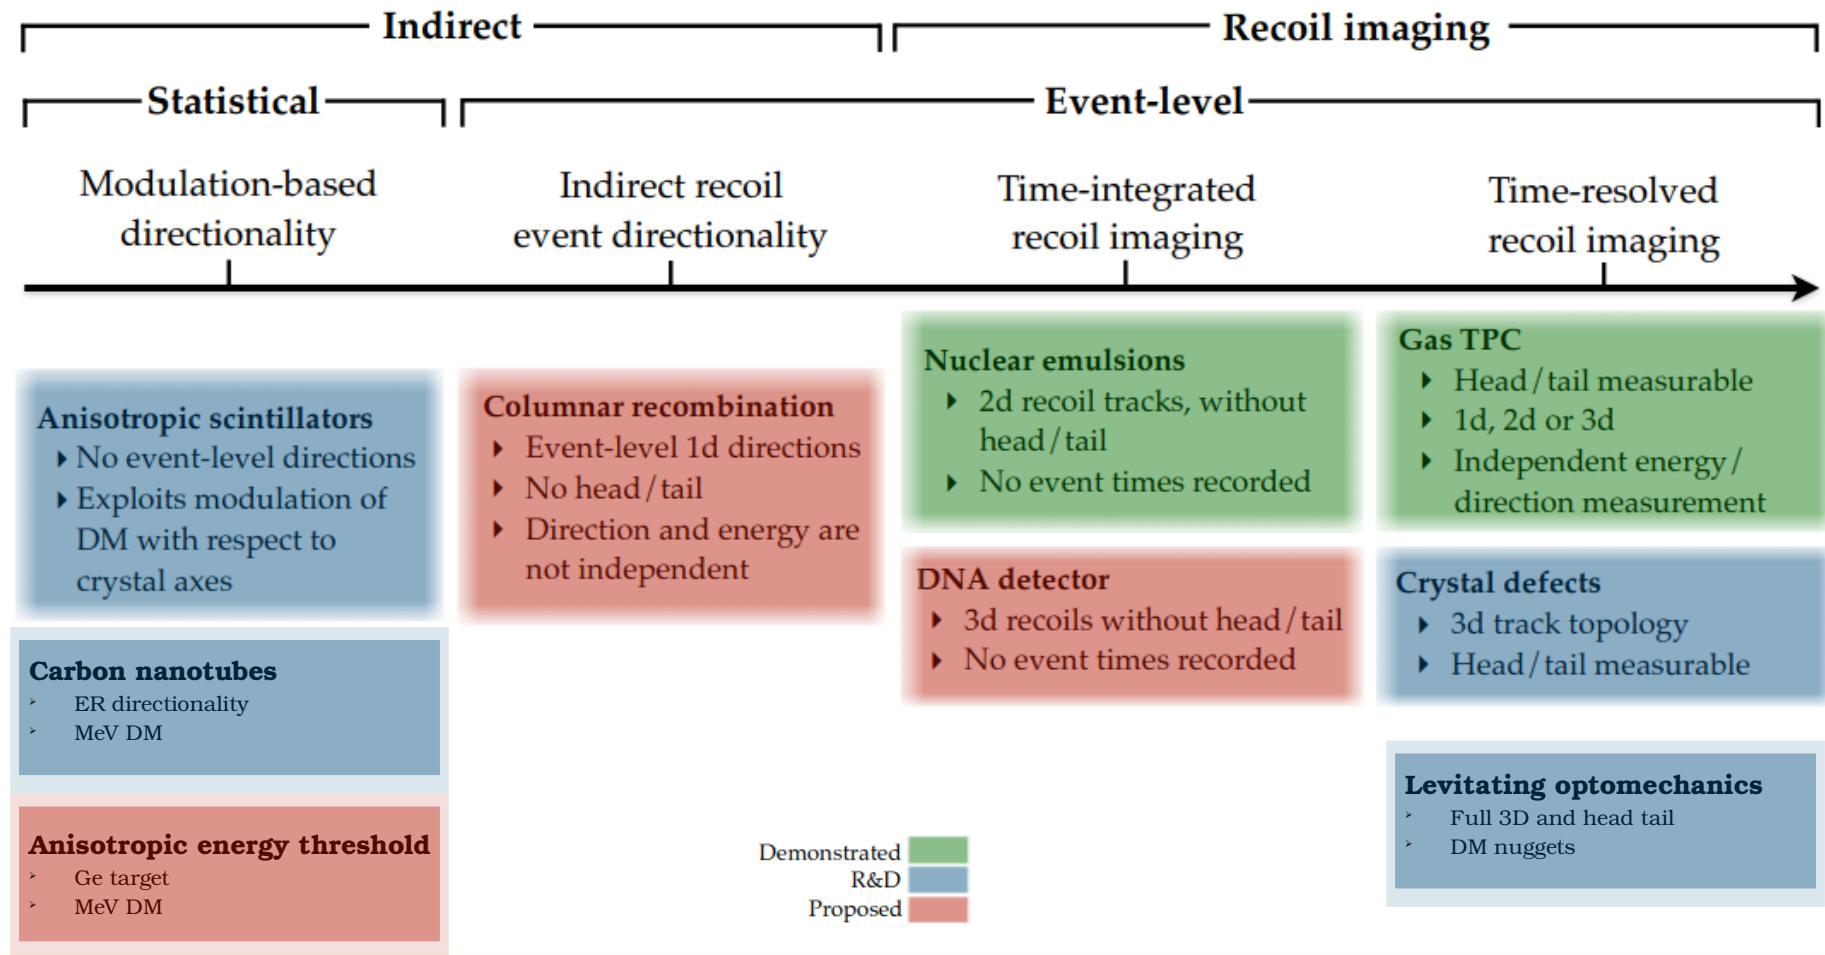 Indirect
Recoil imaging
Statistical
Event-level
Modulation-based
directionality
Indirect recoil
event directionality
Time-integrated
recoil imaging
Time-resolved
recoil imaging
Anisotropic scintillators
No event-level directions
Exploits modulation of
DM with respect to
crystal axes
Carbon nanotubes
ER directionality
MeV DM
Anisotropic energy threshold
Ge target
MeV DM
Columnar recombination
Event-level 1d directions
No head/tail
Direction and energy are
not independent
Nuclear emulsions
2d recoil tracks, without
head/tail
No event times recorded
DNA detector
3d recoils without head/tail
No event times recorded
Gas TPC
Head/tail measurable
1d, 2d or 3d
Independent energy/
direction measurement
Crystal defects
3d track topology
Head/tail measurable
Levitating optomechanics
Full 3D and head tail
DM nuggets
Demonstrated
R&D
Proposed